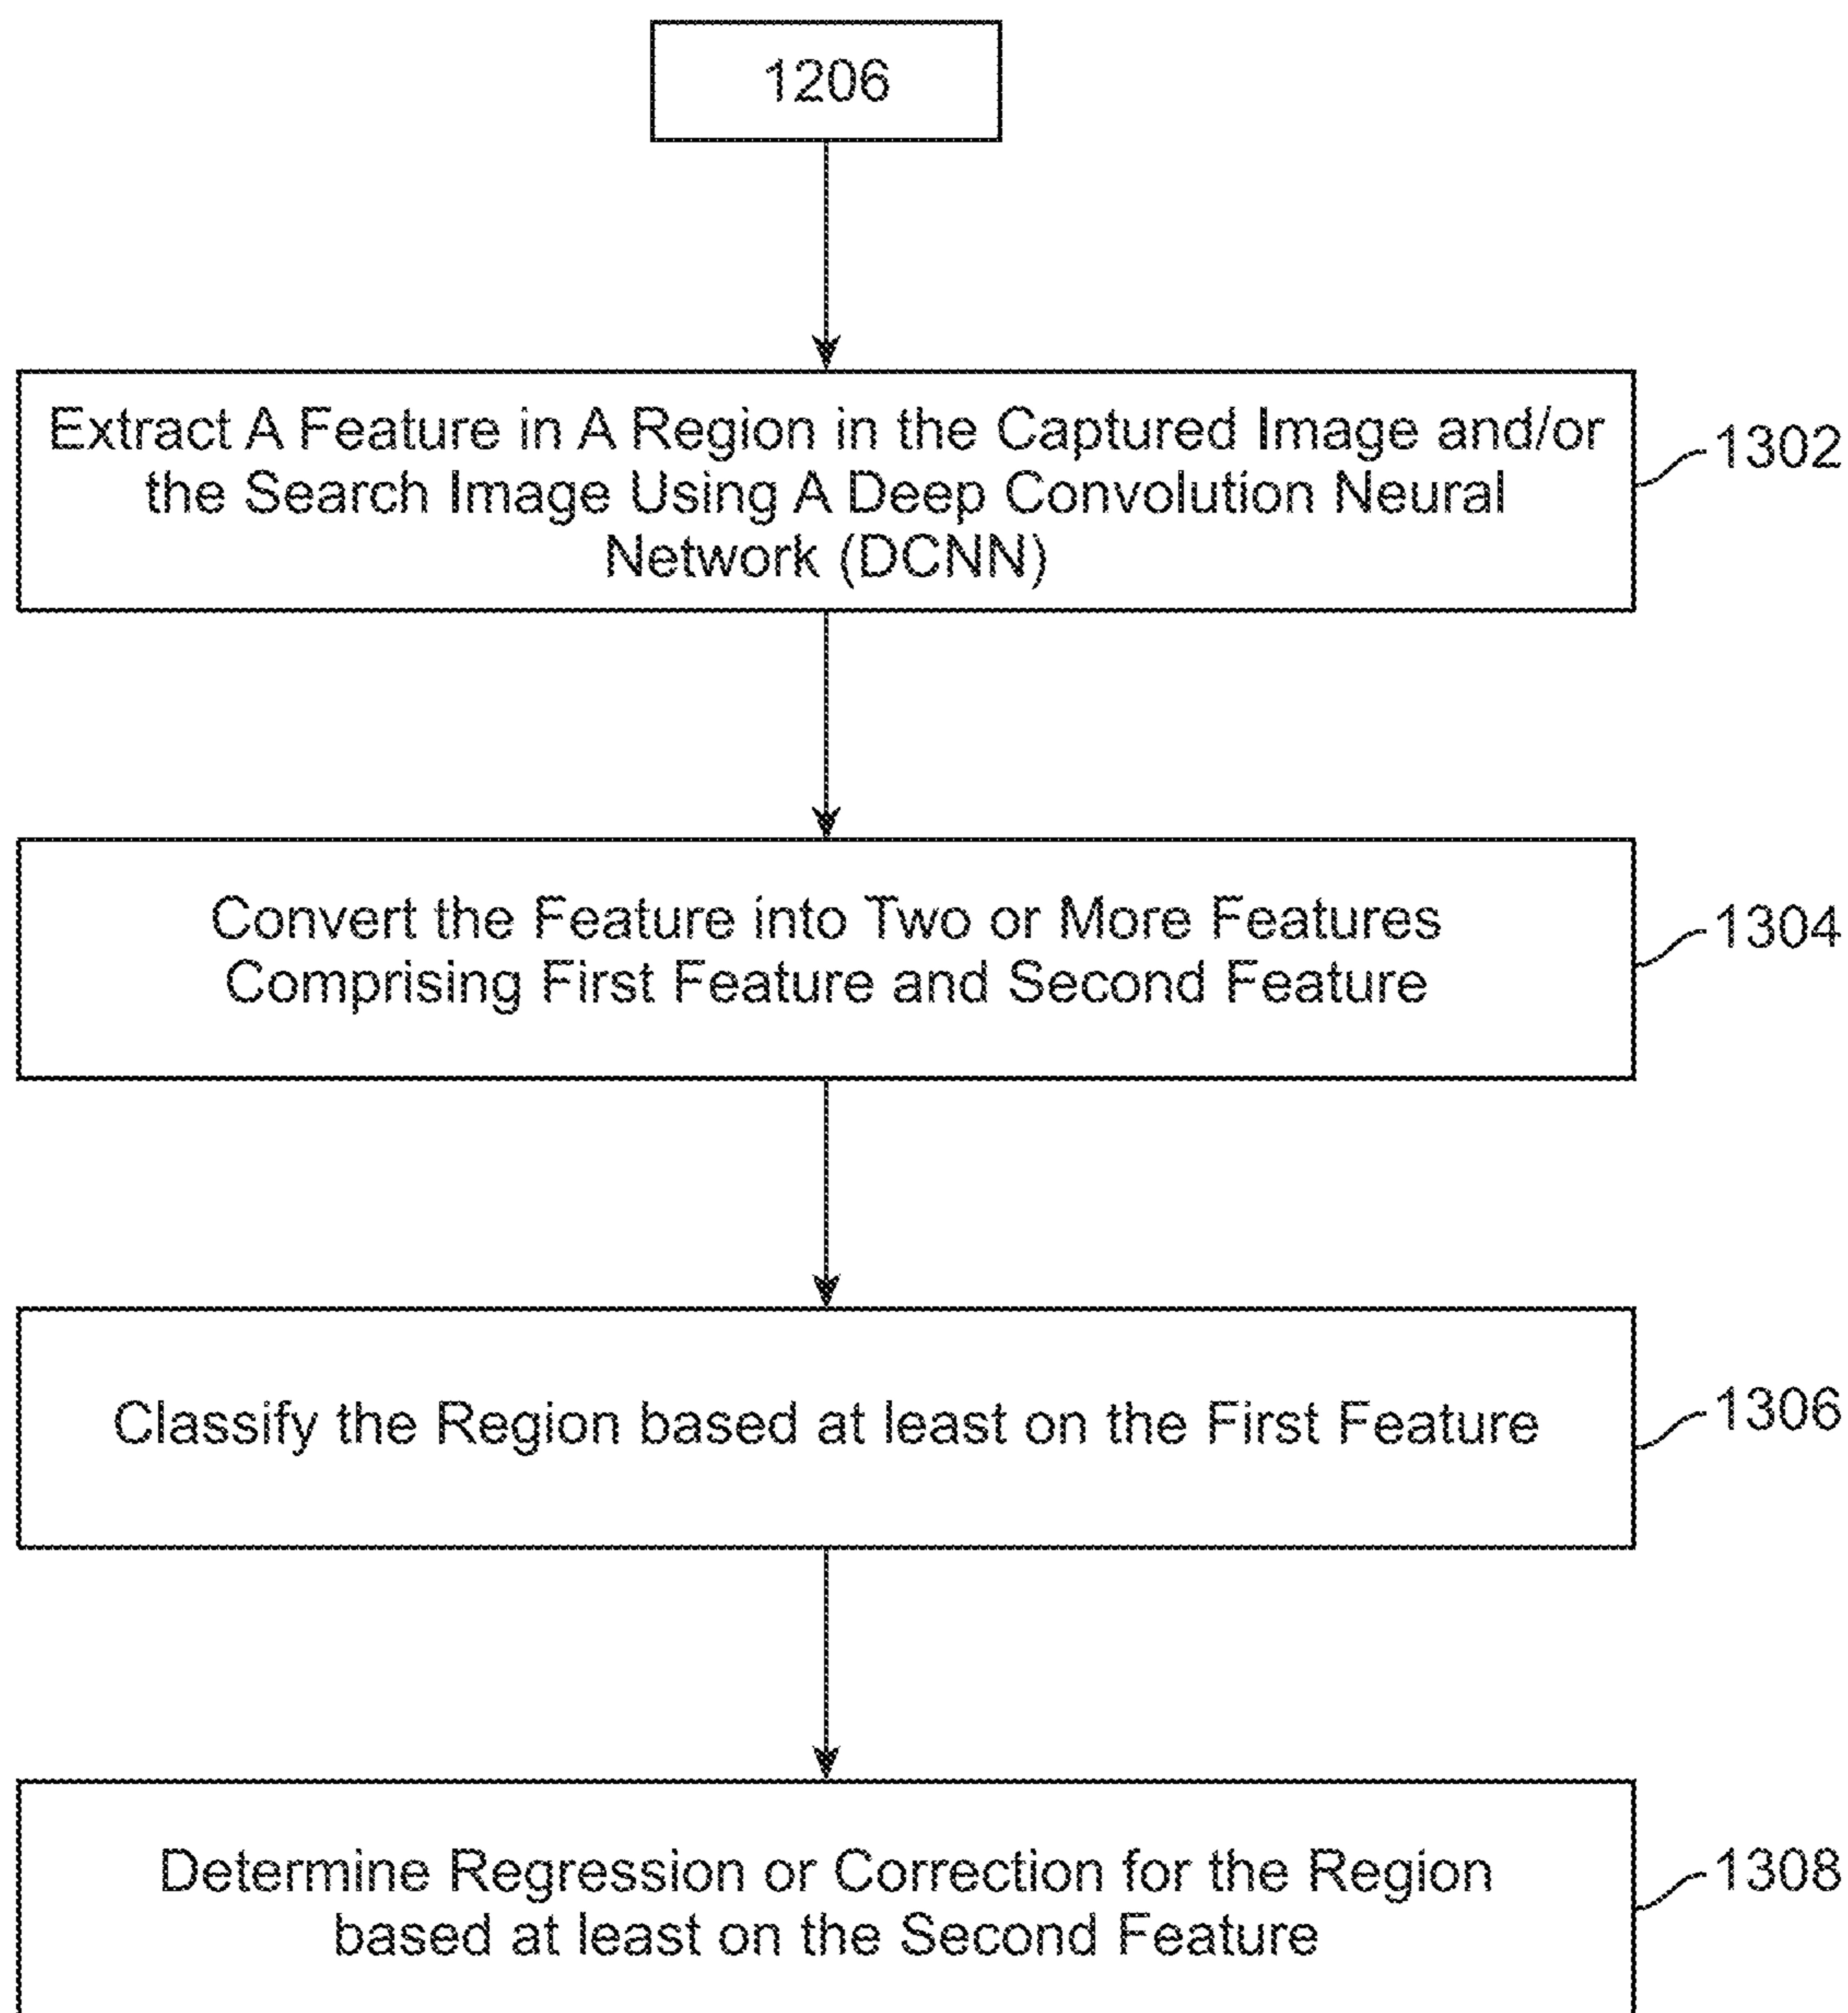 1206
Extract A Feature in A Region in the Captured Image and/or
the Search Image Using A Deep Convolution Neural
Network (DCNN)
1302
Convert the Feature into Two or More Features
Comprising First Feature and Second Feature
1304
Classify the Region based at least on the First Feature
1306
Determine Regression or Correction for the Region
based at least on the Second Feature
1308